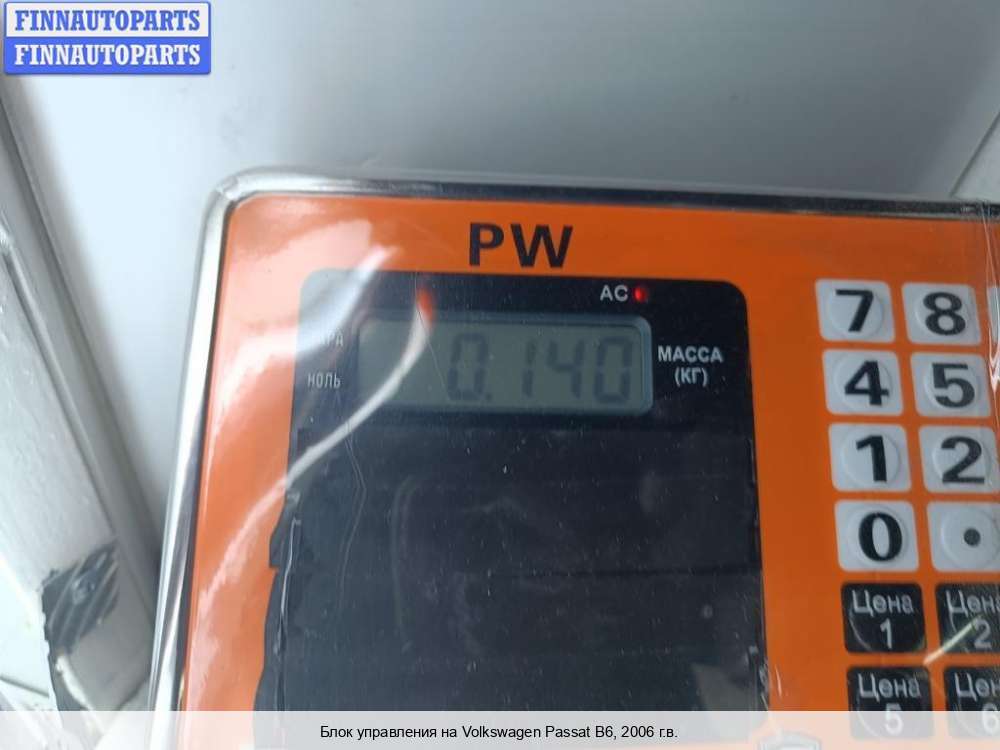 FINNAUTOPARTS
FINNAUTOPARTS
PW
AC
0.140
МАССА
(КГ)
НОЛЬ
7 8
4 5
1 2
0 .
Цена Цена
1 2
Цена Цена
5 6
Блок управления на Volkswagen Passat B6, 2006 г.в.